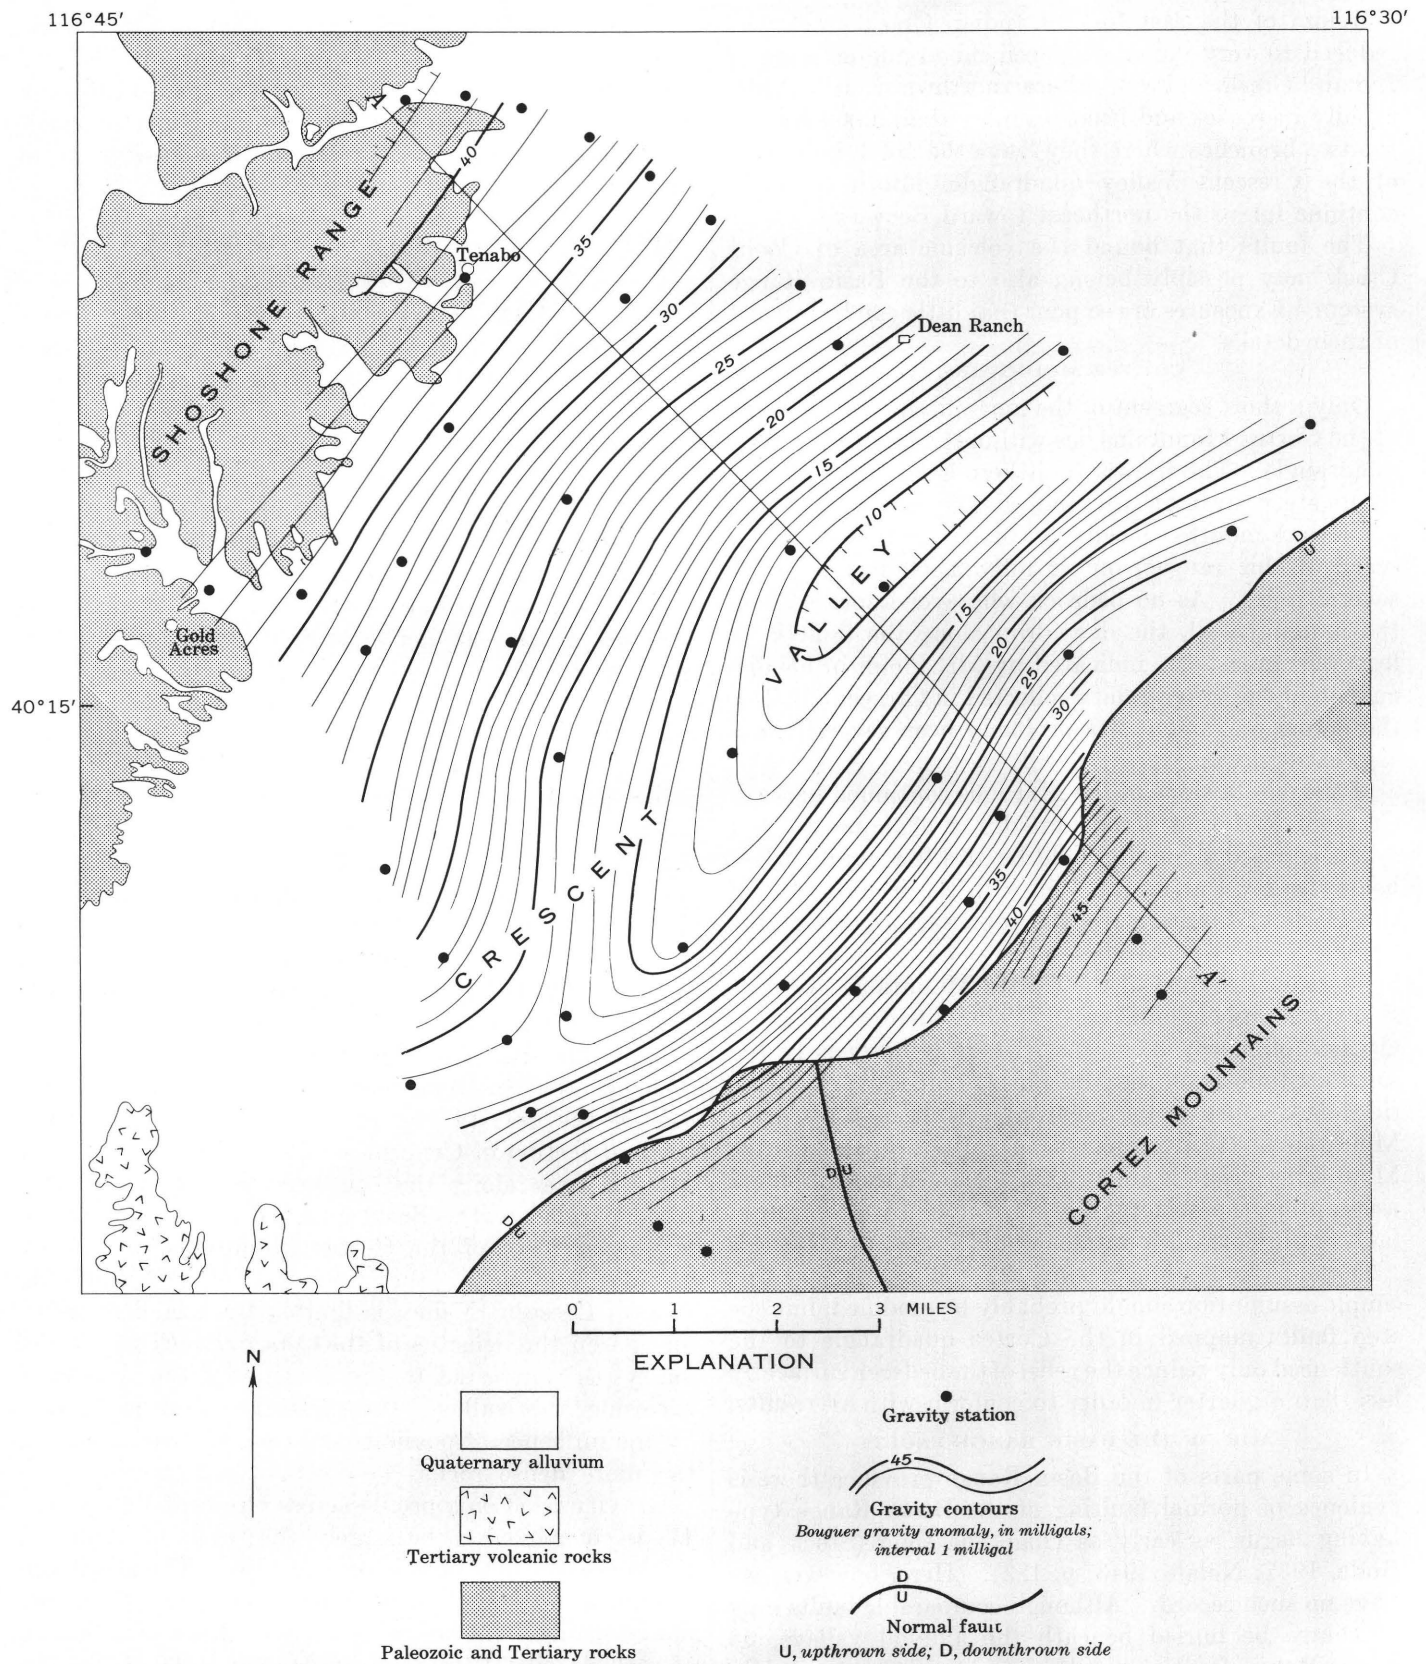 116°45′
116°30′
A
40
SHOSHONE RANGE
35
Tenabo
30
Dean Ranch
25
20
15
10
D
U
VALLEY
15
Gold
Acres
20
25
40°15′
30
CRESCENT
35
40
45
A′
CORTEZ MOUNTAINS
D U
D U
0 1 2 3 MILES
EXPLANATION
N
Quaternary alluvium
Tertiary volcanic rocks
Paleozoic and Tertiary rocks
Gravity station
45
Gravity contours
Bouguer gravity anomaly, in milligals;
interval 1 milligal
D
U
Normal fault
U, upthrown side; D, downthrown side